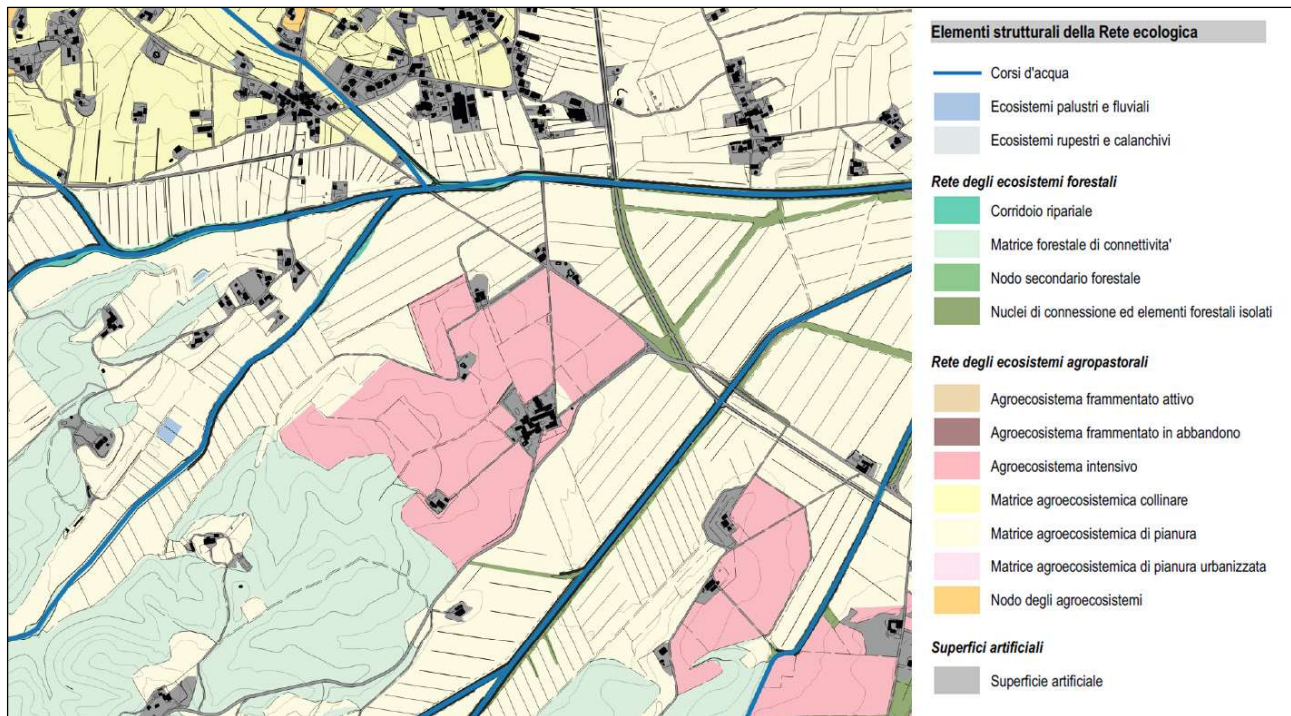 Elementi strutturali della Rete ecologica
Corsi d'acqua
Ecosistemi palustri e fluviali
Ecosistemi rupestri e calanchivi
Rete degli ecosistemi forestali
Corridoio ripariale
Matrice forestale di connettivita'
Nodo secondario forestale
Nuclei di connessione ed elementi forestali isolati
Rete degli ecosistemi agropastorali
Agroecosistema frammentato attivo
Agroecosistema frammentato in abbandono
Agroecosistema intensivo
Matrice agroecosistemica collinare
Matrice agroecosistemica di pianura
Matrice agroecosistemica di pianura urbanizzata
Nodo degli agroecosistemi
Superfici artificiali
Superficie artificiale